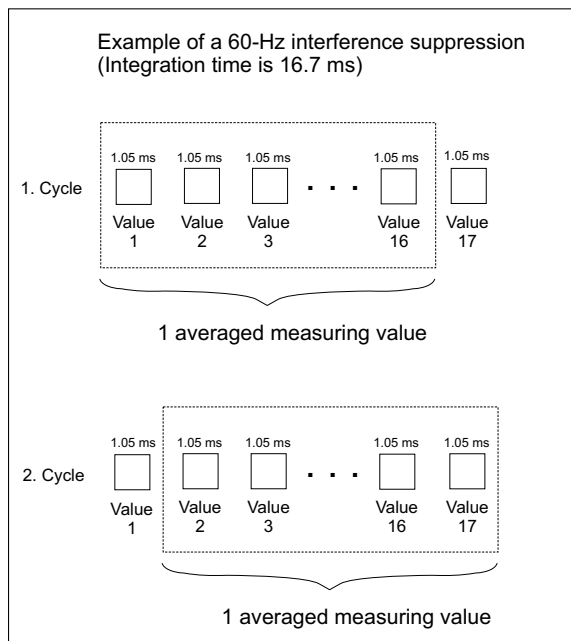 Example of a 60-Hz interference suppression
(Integration time is 16.7 ms)
1.05 ms 1.05 ms 1.05 ms 1.05 ms 1.05 ms
1. Cycle . . .
Value Value Value Value Value
1 2 3 16 17
1 averaged measuring value
1.05 ms 1.05 ms 1.05 ms 1.05 ms 1.05 ms
2. Cycle . . .
Value Value Value Value Value
1 2 3 16 17
1 averaged measuring value